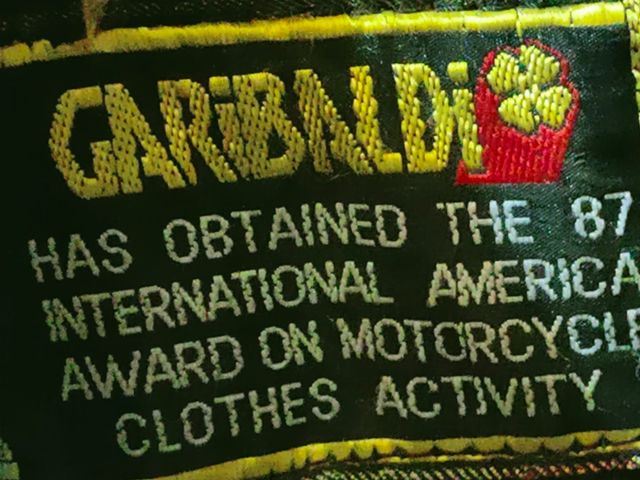 GARiBALDi
HAS OBTAINED THE 87
INTERNATIONAL AMERICA
AWARD ON MOTORCYCLE
CLOTHES ACTIVITY